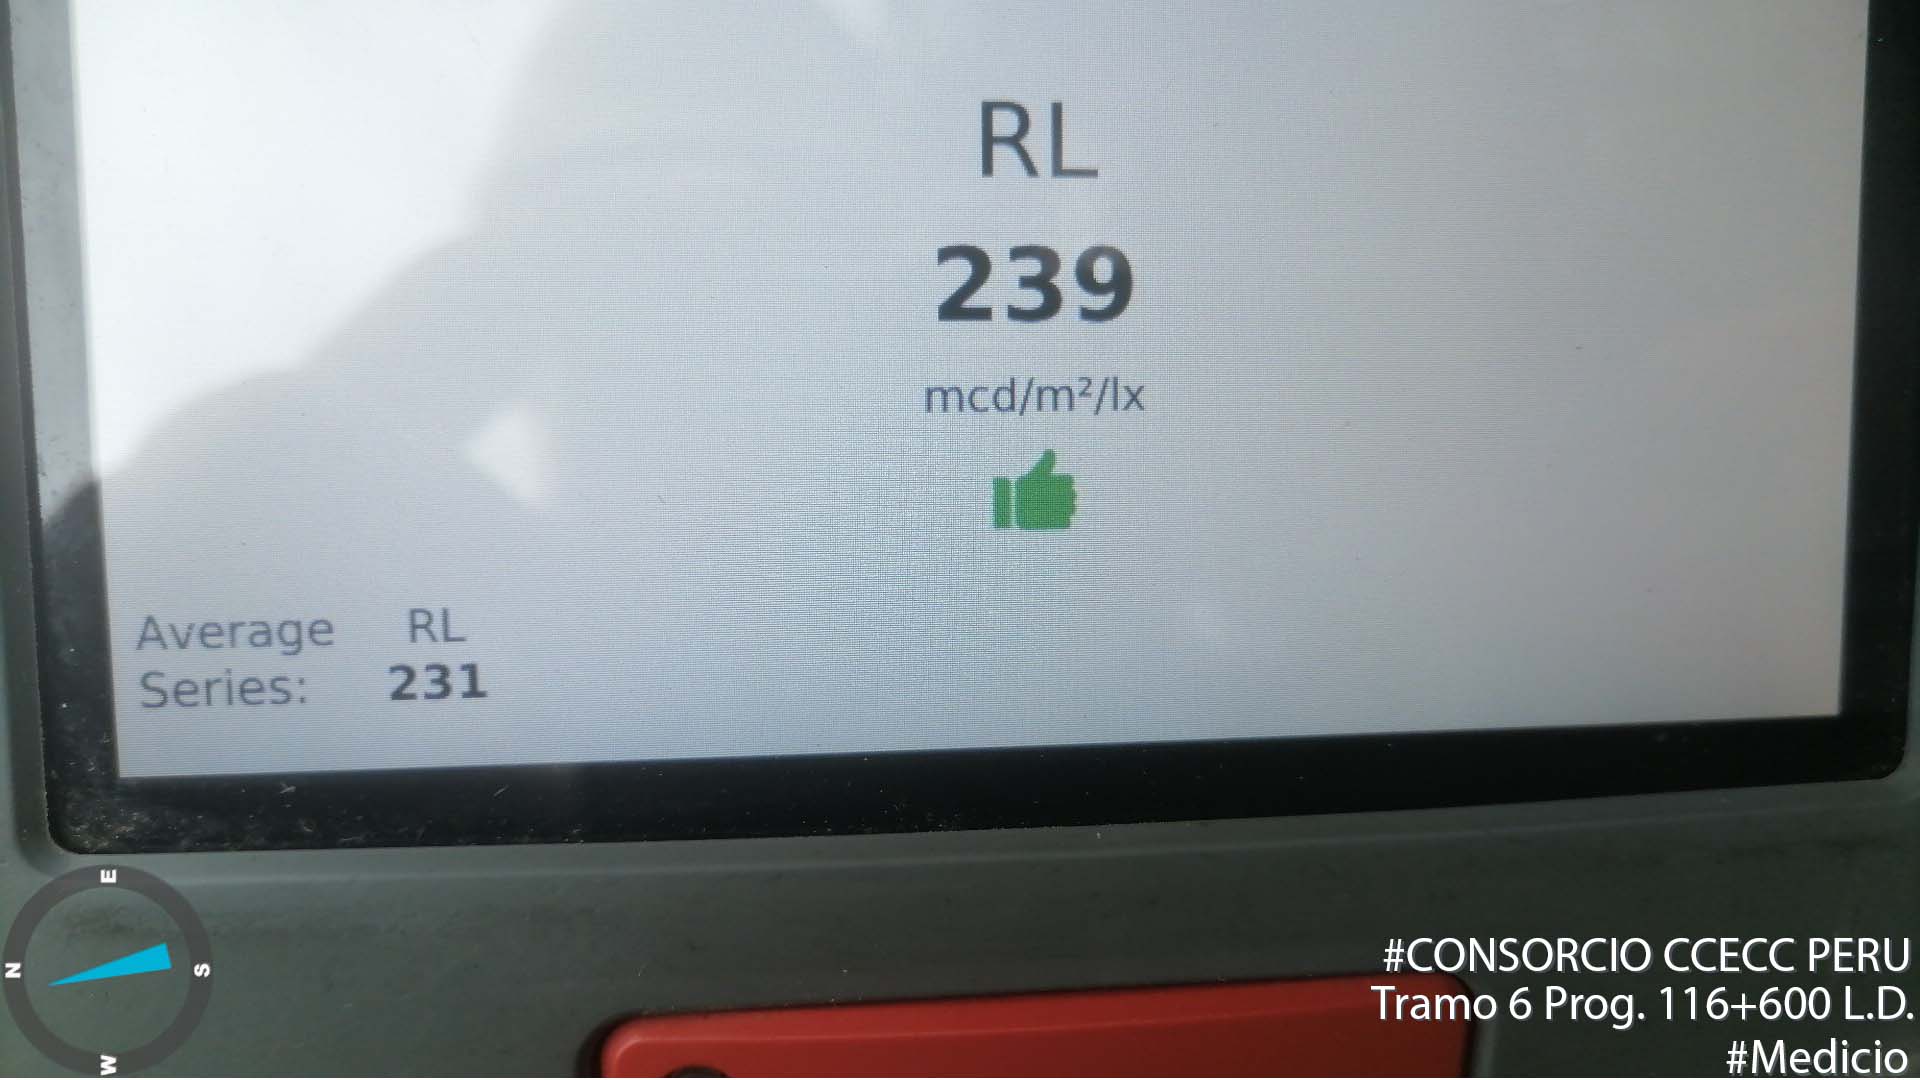 RL
239
mcd/m²/lx
Average RL
Series: 231
E
N S
W
#CONSORCIO CCECC PERU
Tramo 6 Prog. 116+600 L.D.
#Medicio